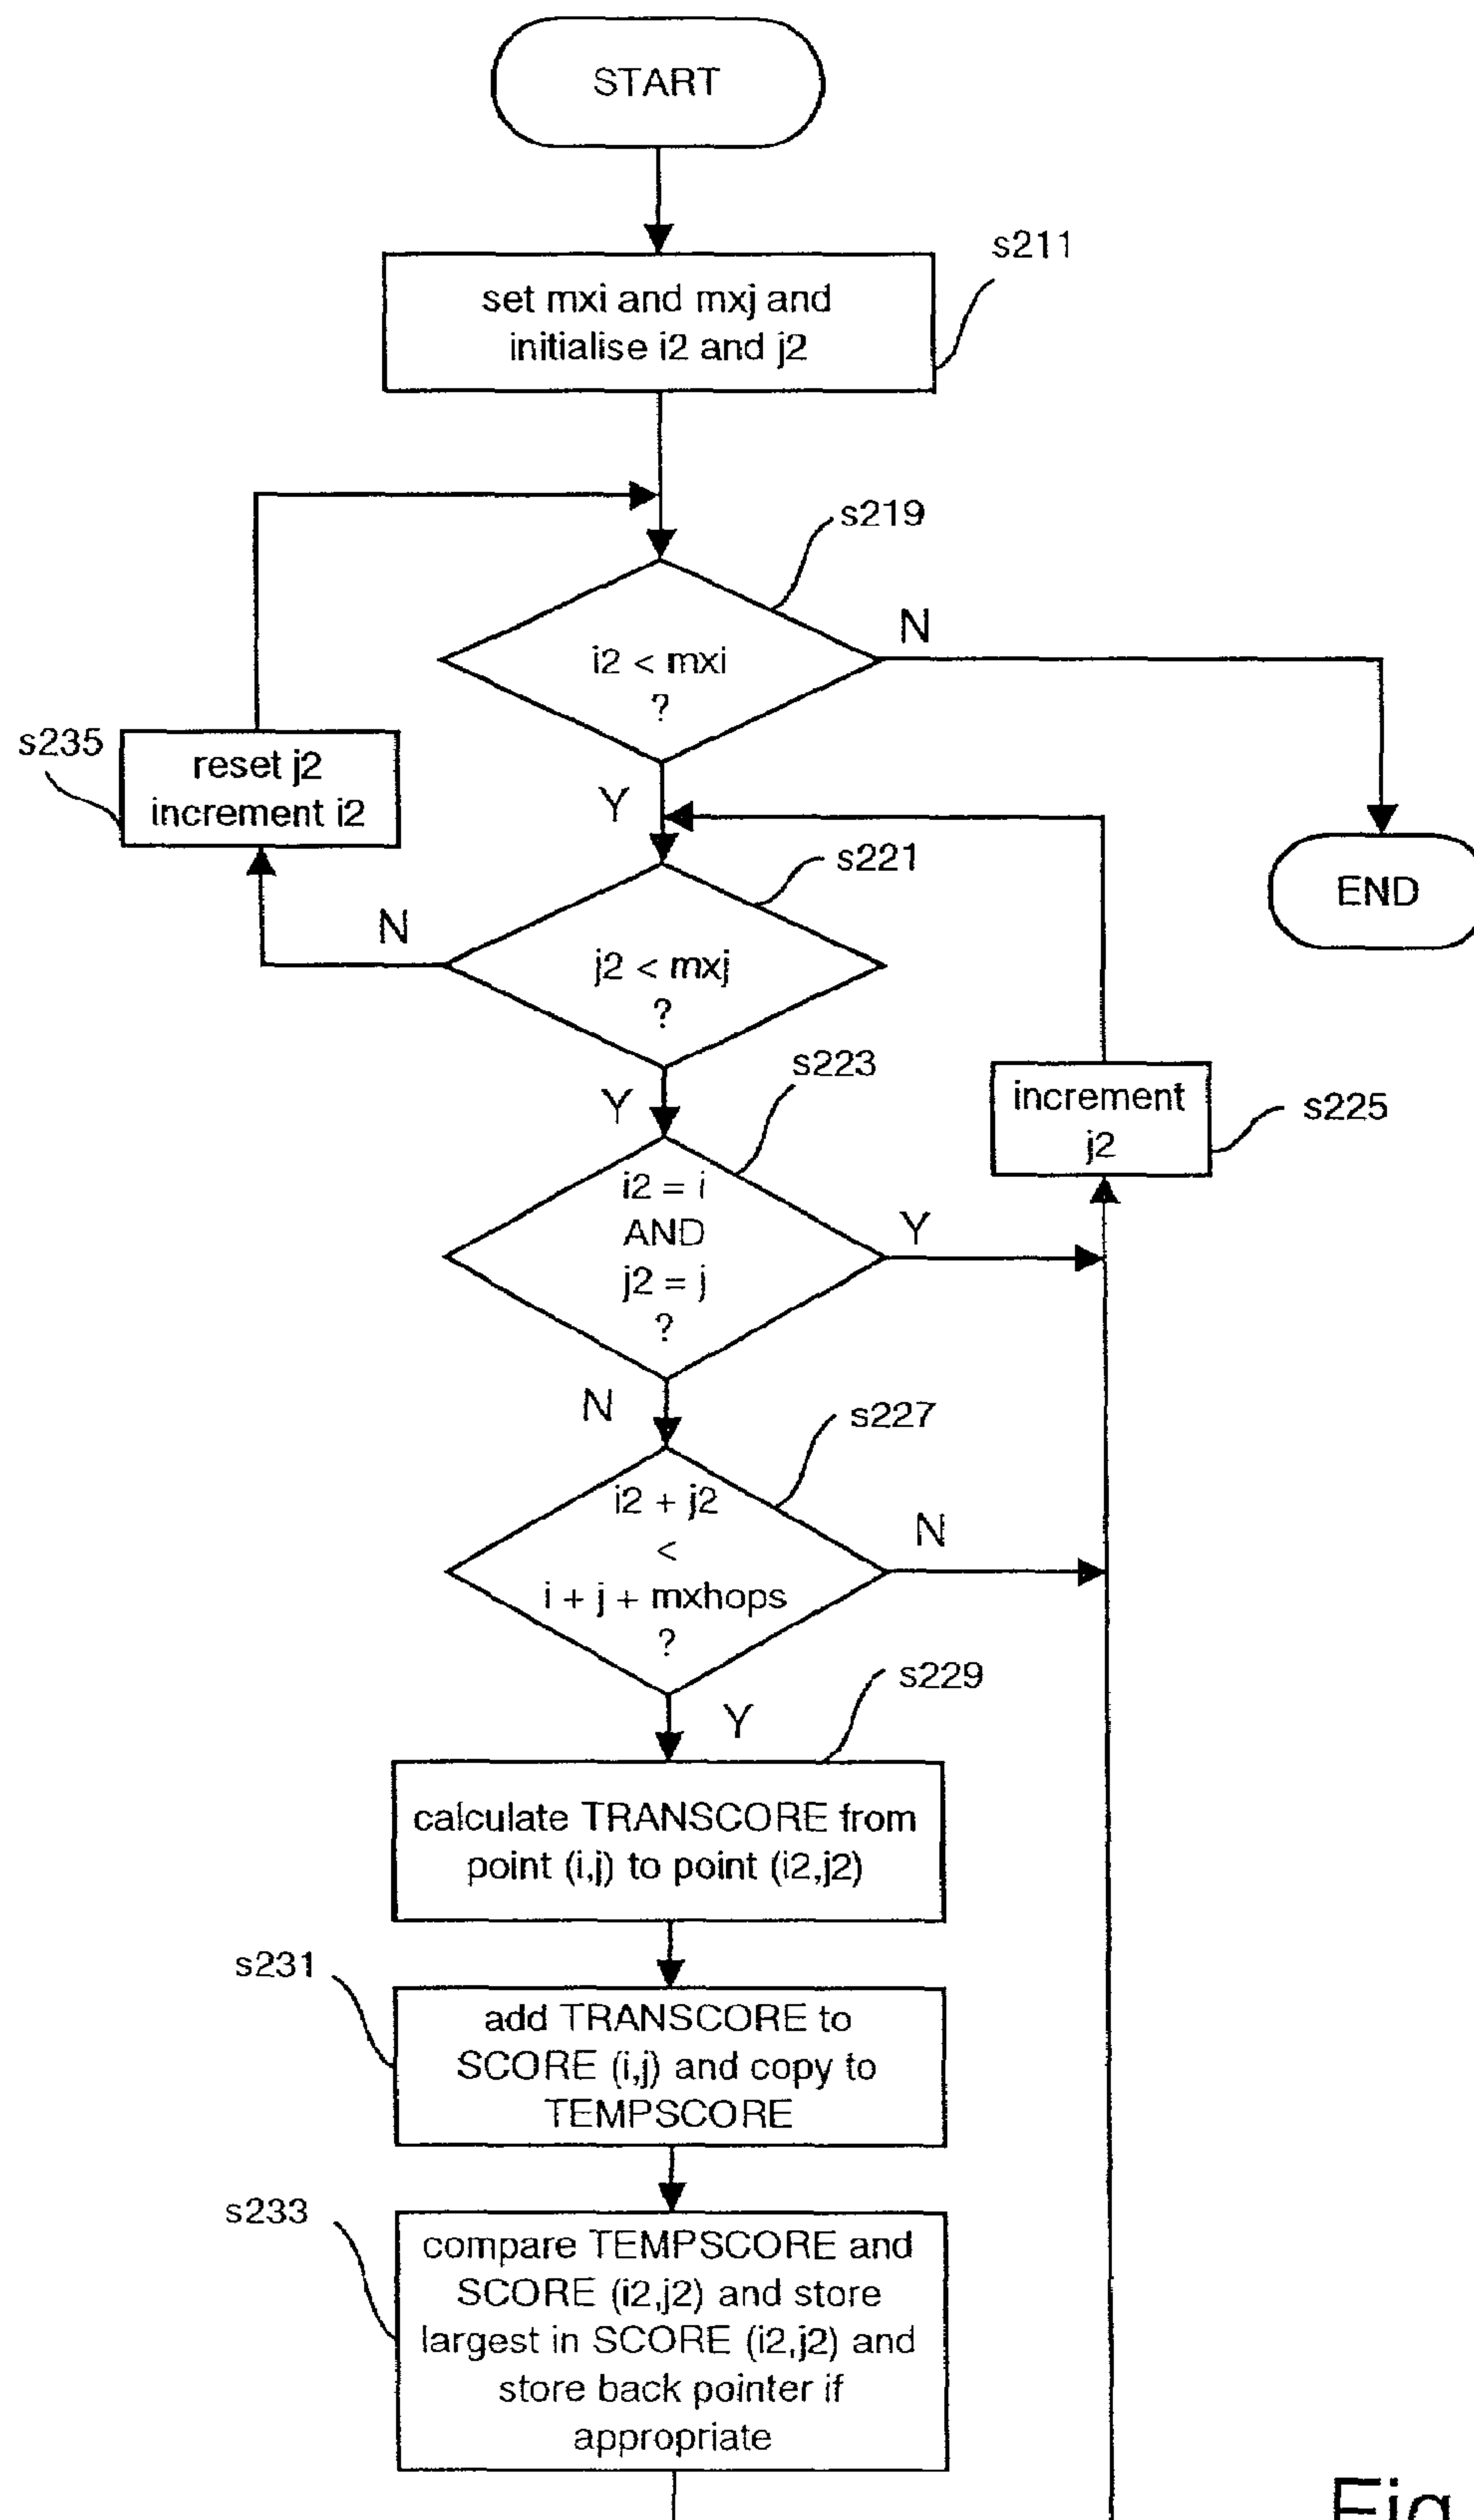 START
s211
set mxi and mxj and
initialise i2 and j2
s219
N
i2 < mxi
?
s235
reset j2
increment i2
Y
s221
END
N
j2 < mxj
?
s223
Y
increment
j2
s225
i2 = i
AND
j2 = j
?
Y
N
s227
i2 + j2
<
i + j + mxhops
?
N
s229
Y
calculate TRANSCORE from
point (i,j) to point (i2,j2)
s231
add TRANSCORE to
SCORE (i,j) and copy to
TEMPSCORE
s233
compare TEMPSCORE and
SCORE (i2,j2) and store
largest in SCORE (i2,j2) and
store back pointer if
appropriate
Fig